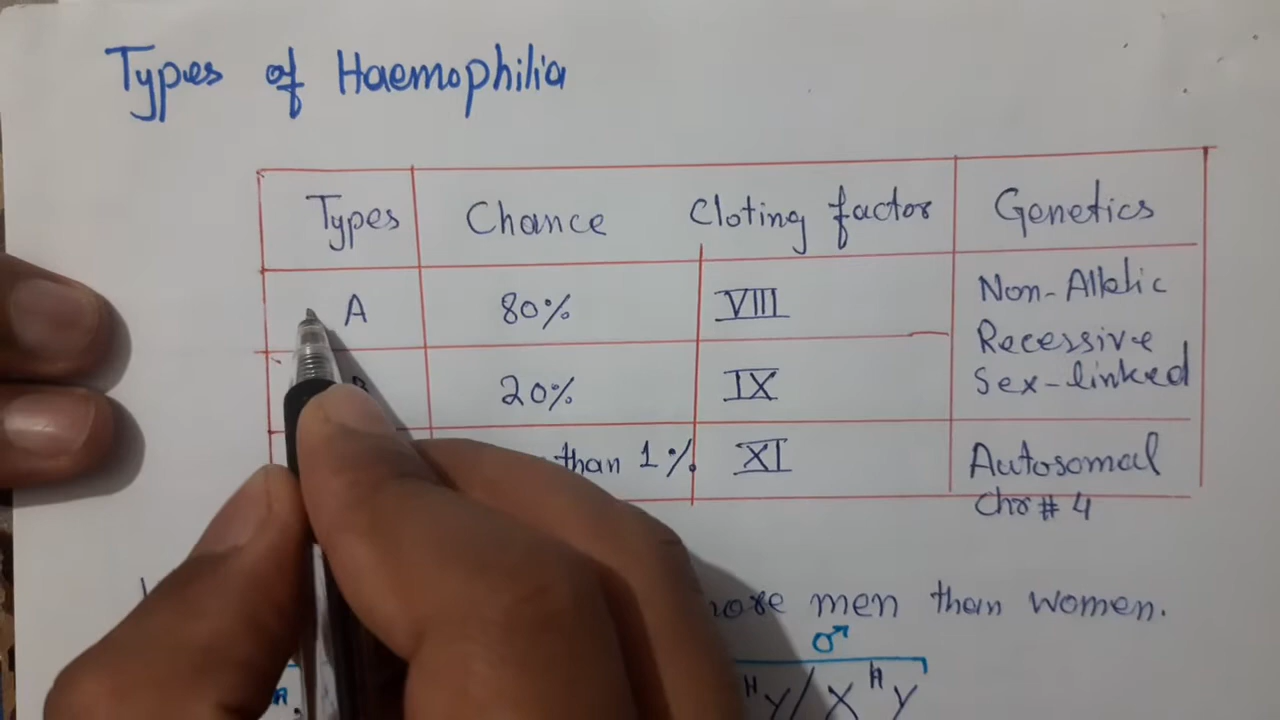 Types of Haemophilia
Types Chance Cloting factor Genetics
A 80% VIII Non-Allelic
Recessive
20% IX Sex-linked
than 1% XI Autosomal
Chr # 4
men than women.
♂
Y/X^H Y